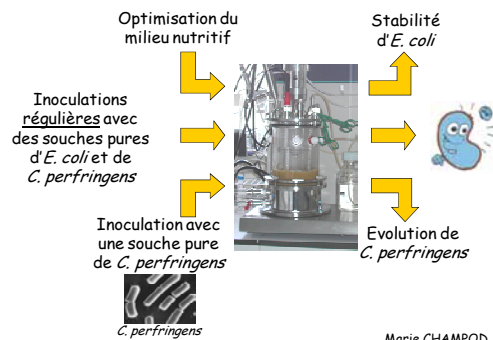 Optimisation du
milieu nutritif
Stabilité
d'E. coli
Inoculations
régulières avec
des souches pures
d'E. coli et de
C. perfringens
Inoculation avec
une souche pure
de C. perfringens
Evolution de
C. perfringens
C. perfringens
Marie CHAMPOD